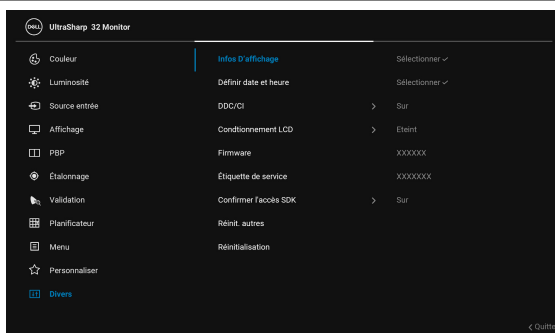 DELL UltraSharp 32 Monitor
Couleur Infos D'affichage Sélectionner ✓
Luminosité Définir date et heure Sélectionner ✓
Source entrée DDC/CI > Sur
Affichage Condtionnement LCD > Eteint
PBP Firmware XXXXXX
Étalonnage Étiquette de service XXXXXXX
Validation Confirmer l'accès SDK > Sur
Planificateur Réinit. autres
Menu Réinitialisation
Personnaliser
Divers
< Quitte